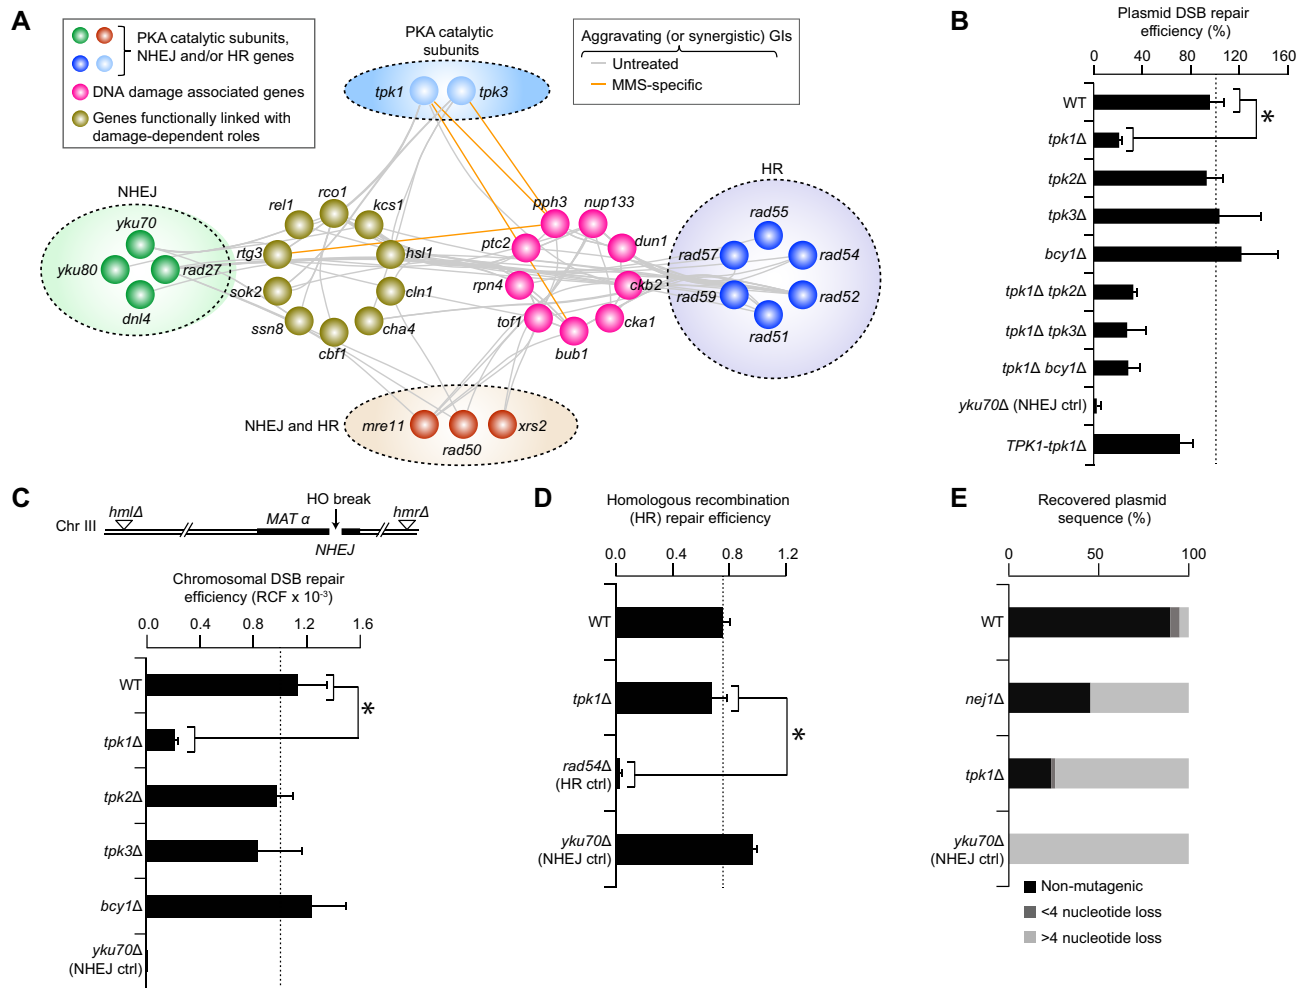 A
PKA catalytic subunits,
NHEJ and/or HR genes
DNA damage associated genes
Genes functionally linked with
damage-dependent roles
PKA catalytic
subunits
tpk1
tpk3
Aggravating (or synergistic) GIs
Untreated
MMS-specific
NHEJ
yku70
yku80
rad27
dnl4
rel1
rco1
kcs1
rtg3
hsl1
sok2
cln1
ssn8
cha4
cbf1
pph3
nup133
ptc2
dun1
rpn4
ckb2
tof1
cka1
bub1
HR
rad55
rad57
rad54
rad59
rad52
rad51
NHEJ and HR
mre11
rad50
xrs2
B
Plasmid DSB repair
efficiency (%)
0 40 80 120 160
WT
*
tpk1Δ
tpk2Δ
tpk3Δ
bcy1Δ
tpk1Δ tpk2Δ
tpk1Δ tpk3Δ
tpk1Δ bcy1Δ
yku70Δ (NHEJ ctrl)
TPK1-tpk1Δ
C
HO break
hmlΔ
hmrΔ
MAT α
Chr III
NHEJ
Chromosomal DSB repair
efficiency (RCF x 10-3)
0.0 0.4 0.8 1.2 1.6
WT
*
tpk1Δ
tpk2Δ
tpk3Δ
bcy1Δ
yku70Δ
(NHEJ ctrl)
D
Homologous recombination
(HR) repair efficiency
0.0 0.4 0.8 1.2
WT
tpk1Δ
*
rad54Δ
(HR ctrl)
yku70Δ
(NHEJ ctrl)
E
Recovered plasmid
sequence (%)
0 50 100
WT
nej1Δ
tpk1Δ
yku70Δ
(NHEJ ctrl)
Non-mutagenic
<4 nucleotide loss
>4 nucleotide loss